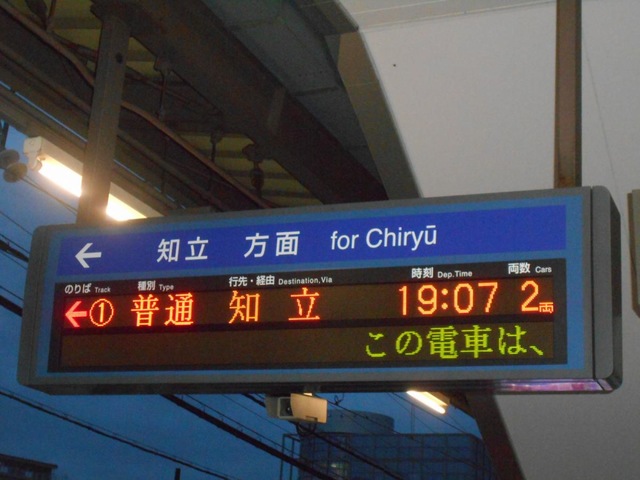 ← 知立 方面 for Chiryū
のりば Track 種別 Type 行先・経由 Destination,Via 時刻 Dep.Time 両数 Cars
←① 普通 知立 19:07 2両
この電車は、